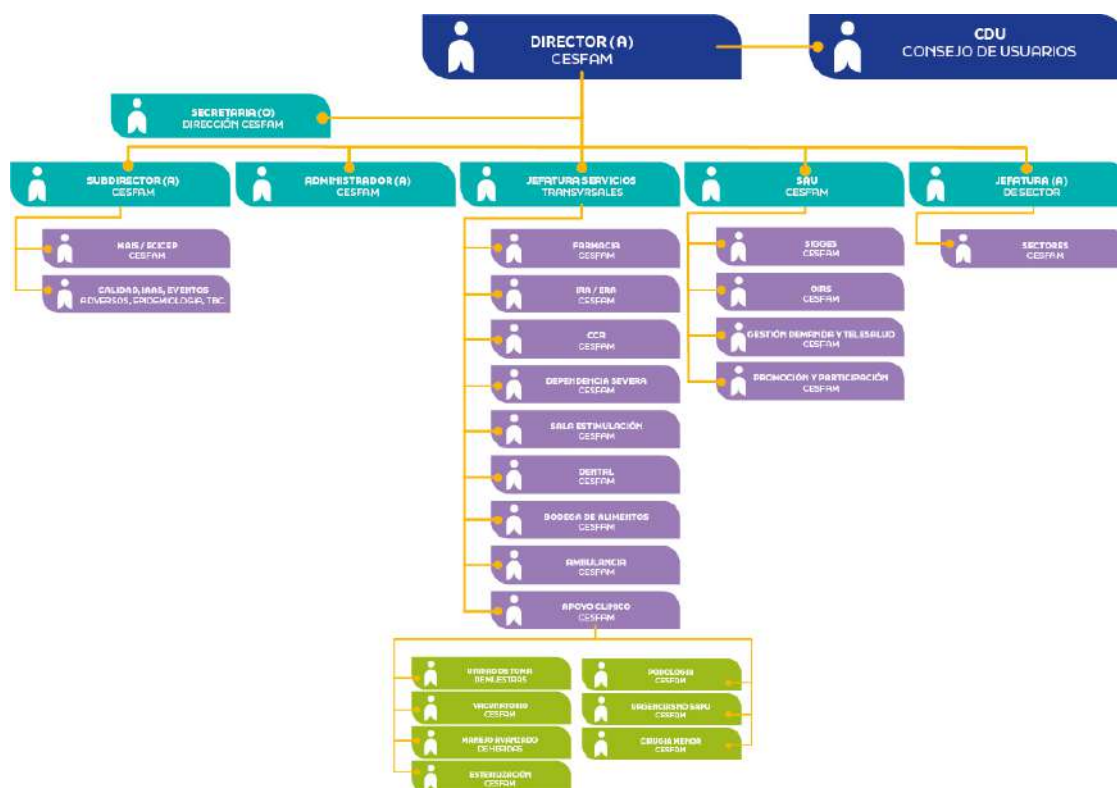 DIRECTOR (A)
CESFAM
CDU
CONSEJO DE USUARIOS
SECRETARIA (O)
DIRECCIÓN CESFAM
SUBDIRECTOR (A)
CESFAM
ADMINISTRADOR (A)
CESFAM
JEFATURA SERVICIOS
TRANSVRSALES
SAU
CESFAM
JEFATURA (A)
DE SECTOR
MAIS / ECICEP
CESFAM
CALIDAD, IAAS, EVENTOS
ADVERSOS, EPIDEMIOLOGIA, TBC.
FARMACIA
CESFAM
IRA / ERA
CESFAM
CCR
CESFAM
DEPENDENCIA SEVERA
CESFAM
SALA ESTIMULACIÓN
CESFAM
DENTAL
CESFAM
BODEGA DE ALIMENTOS
CESFAM
AMBULANCIA
CESFAM
APOYO CLINICO
CESFAM
SIGGES
CESFAM
OIRS
CESFAM
GESTIÓN DEMANDA Y TELESALUD
CESFAM
PROMOCIÓN Y PARTICIPACIÓN
CESFAM
SECTORES
CESFAM
UNIDAD DE TOMA
DE MUESTRAS
VACUNATORIO
CESFAM
MANEJO AVANZADO
DE HERIDAS
ESTERILIZACIÓN
CESFAM
PODOLOGIA
CESFAM
URGENCIAS NO SAPU
CESFAM
CIRUGIA MENOR
CESFAM